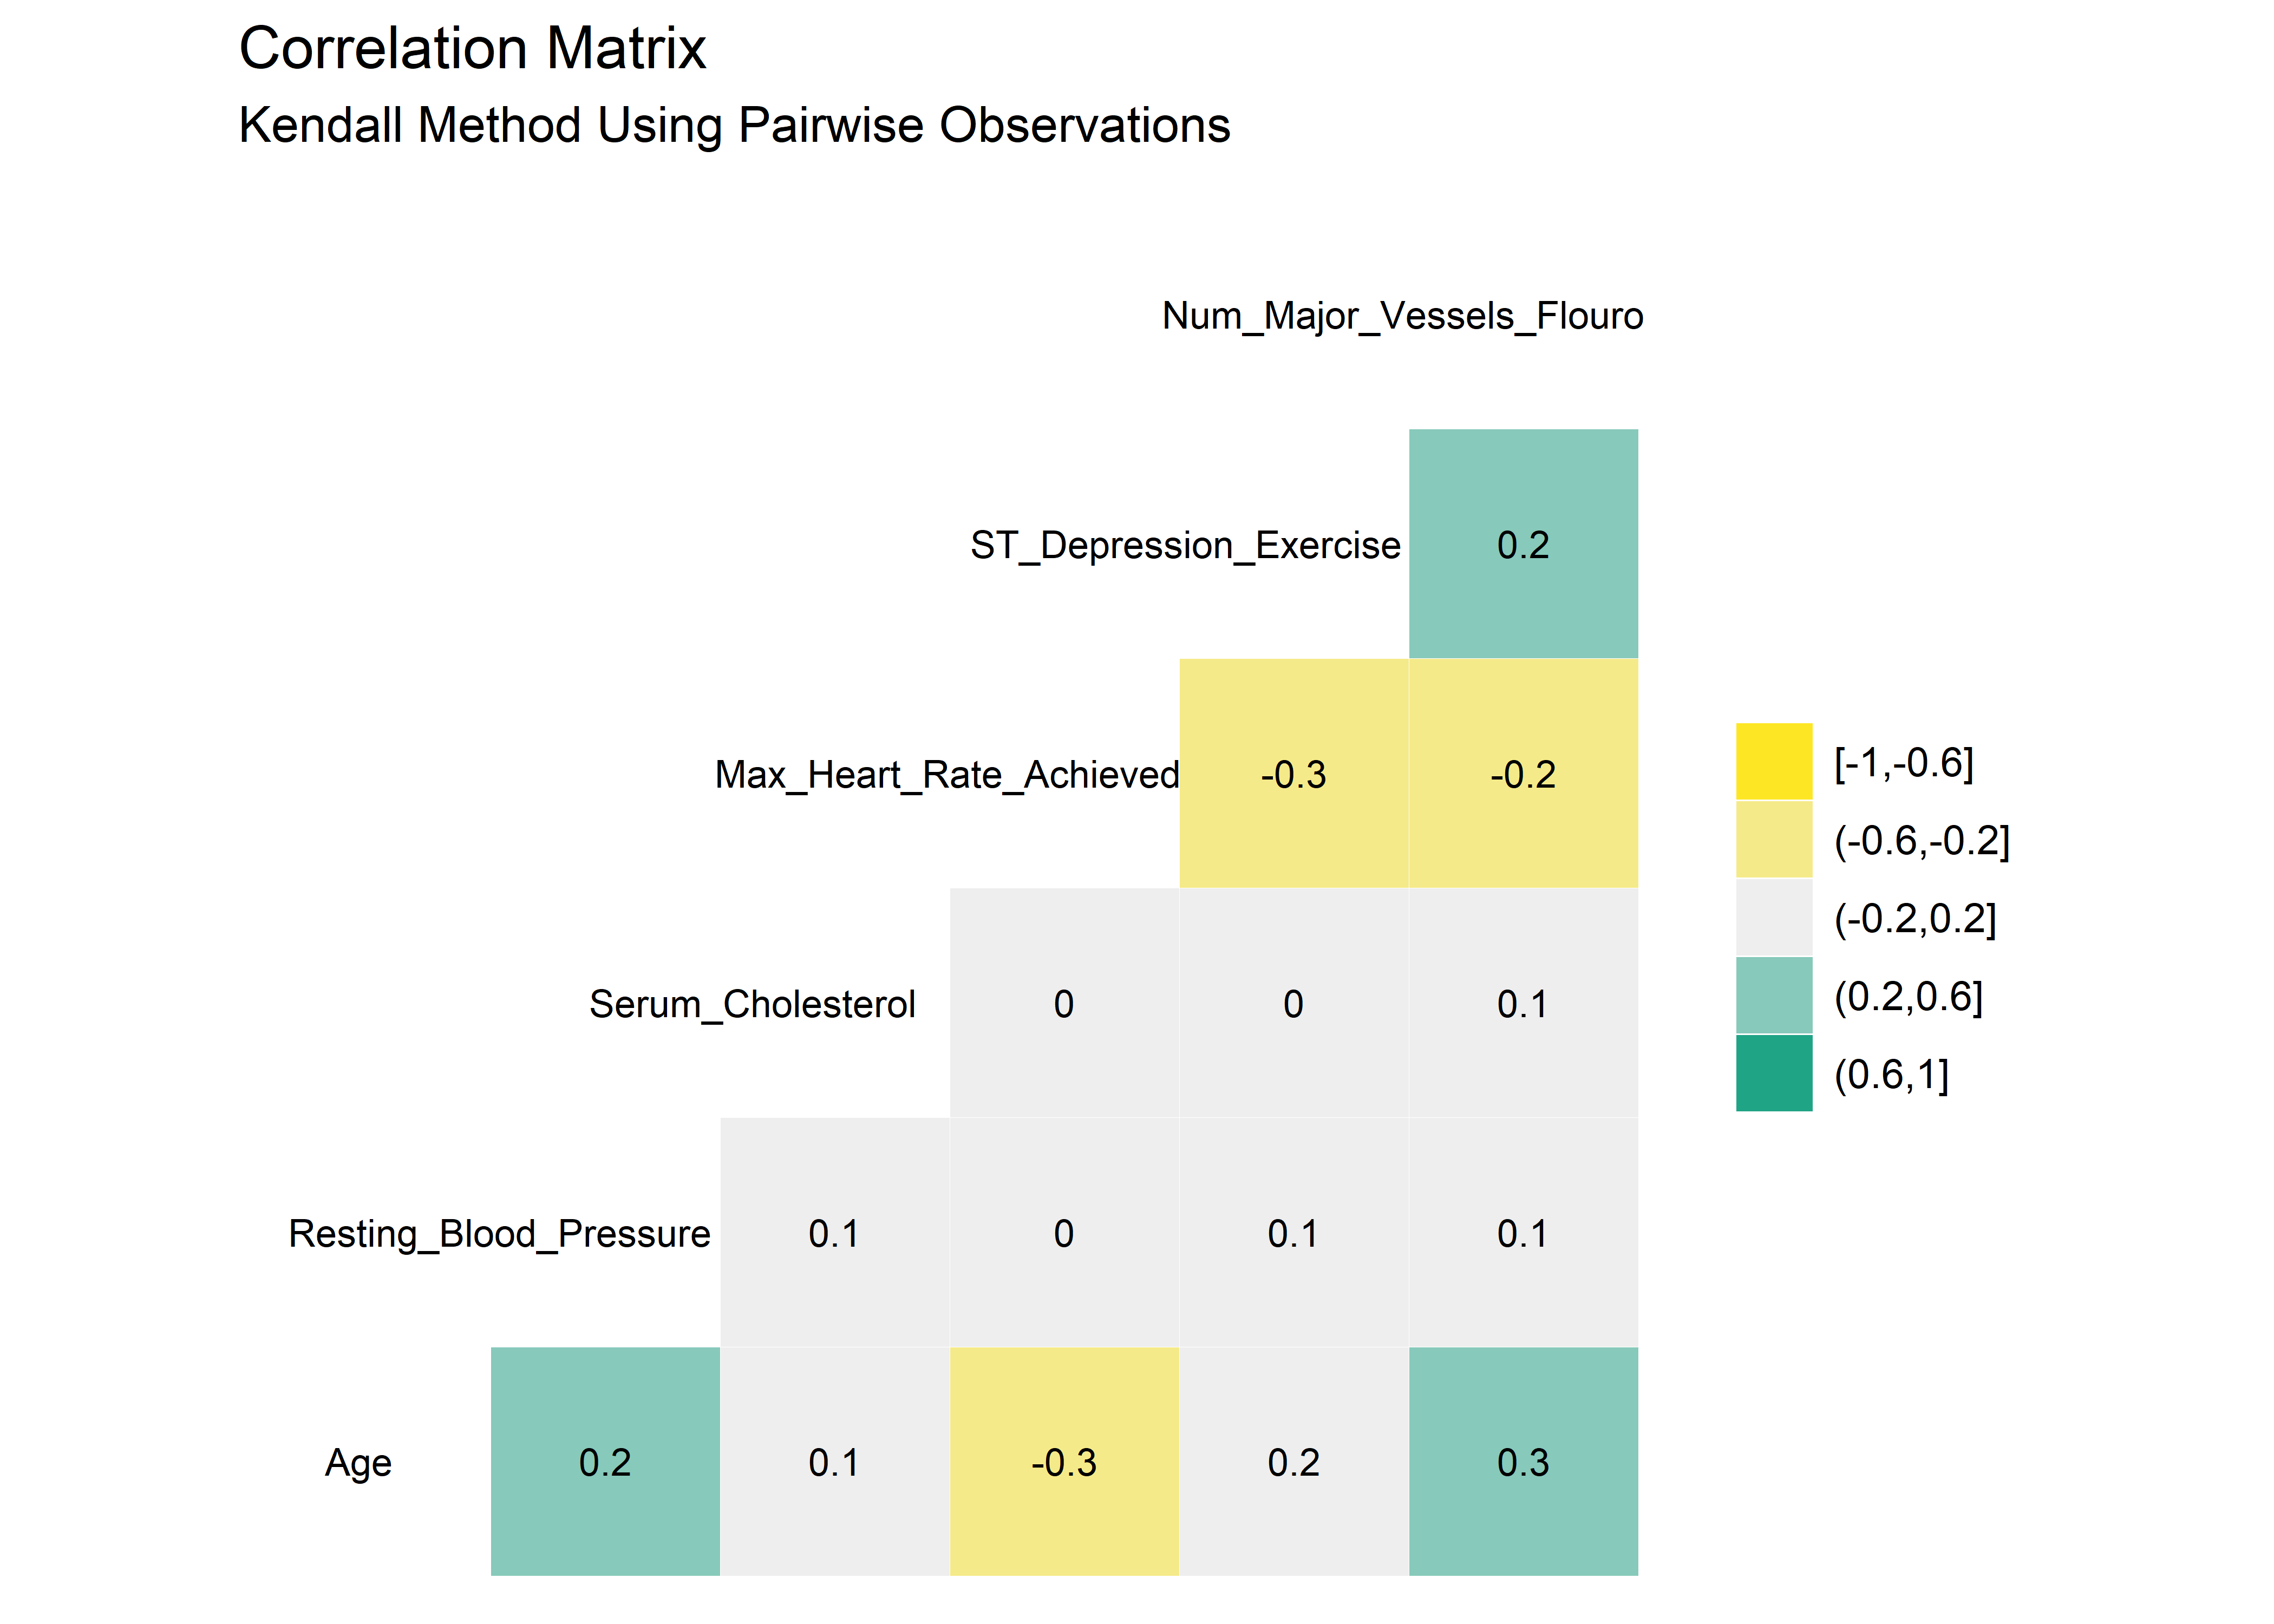 Correlation Matrix
Kendall Method Using Pairwise Observations
Num_Major_Vessels_Flouro
ST_Depression_Exercise 0.2
Max_Heart_Rate_Achieved -0.3 -0.2
Serum_Cholesterol 0 0 0.1
Resting_Blood_Pressure 0.1 0 0.1 0.1
Age 0.2 0.1 -0.3 0.2 0.3
[-1,-0.6]
(-0.6,-0.2]
(-0.2,0.2]
(0.2,0.6]
(0.6,1]